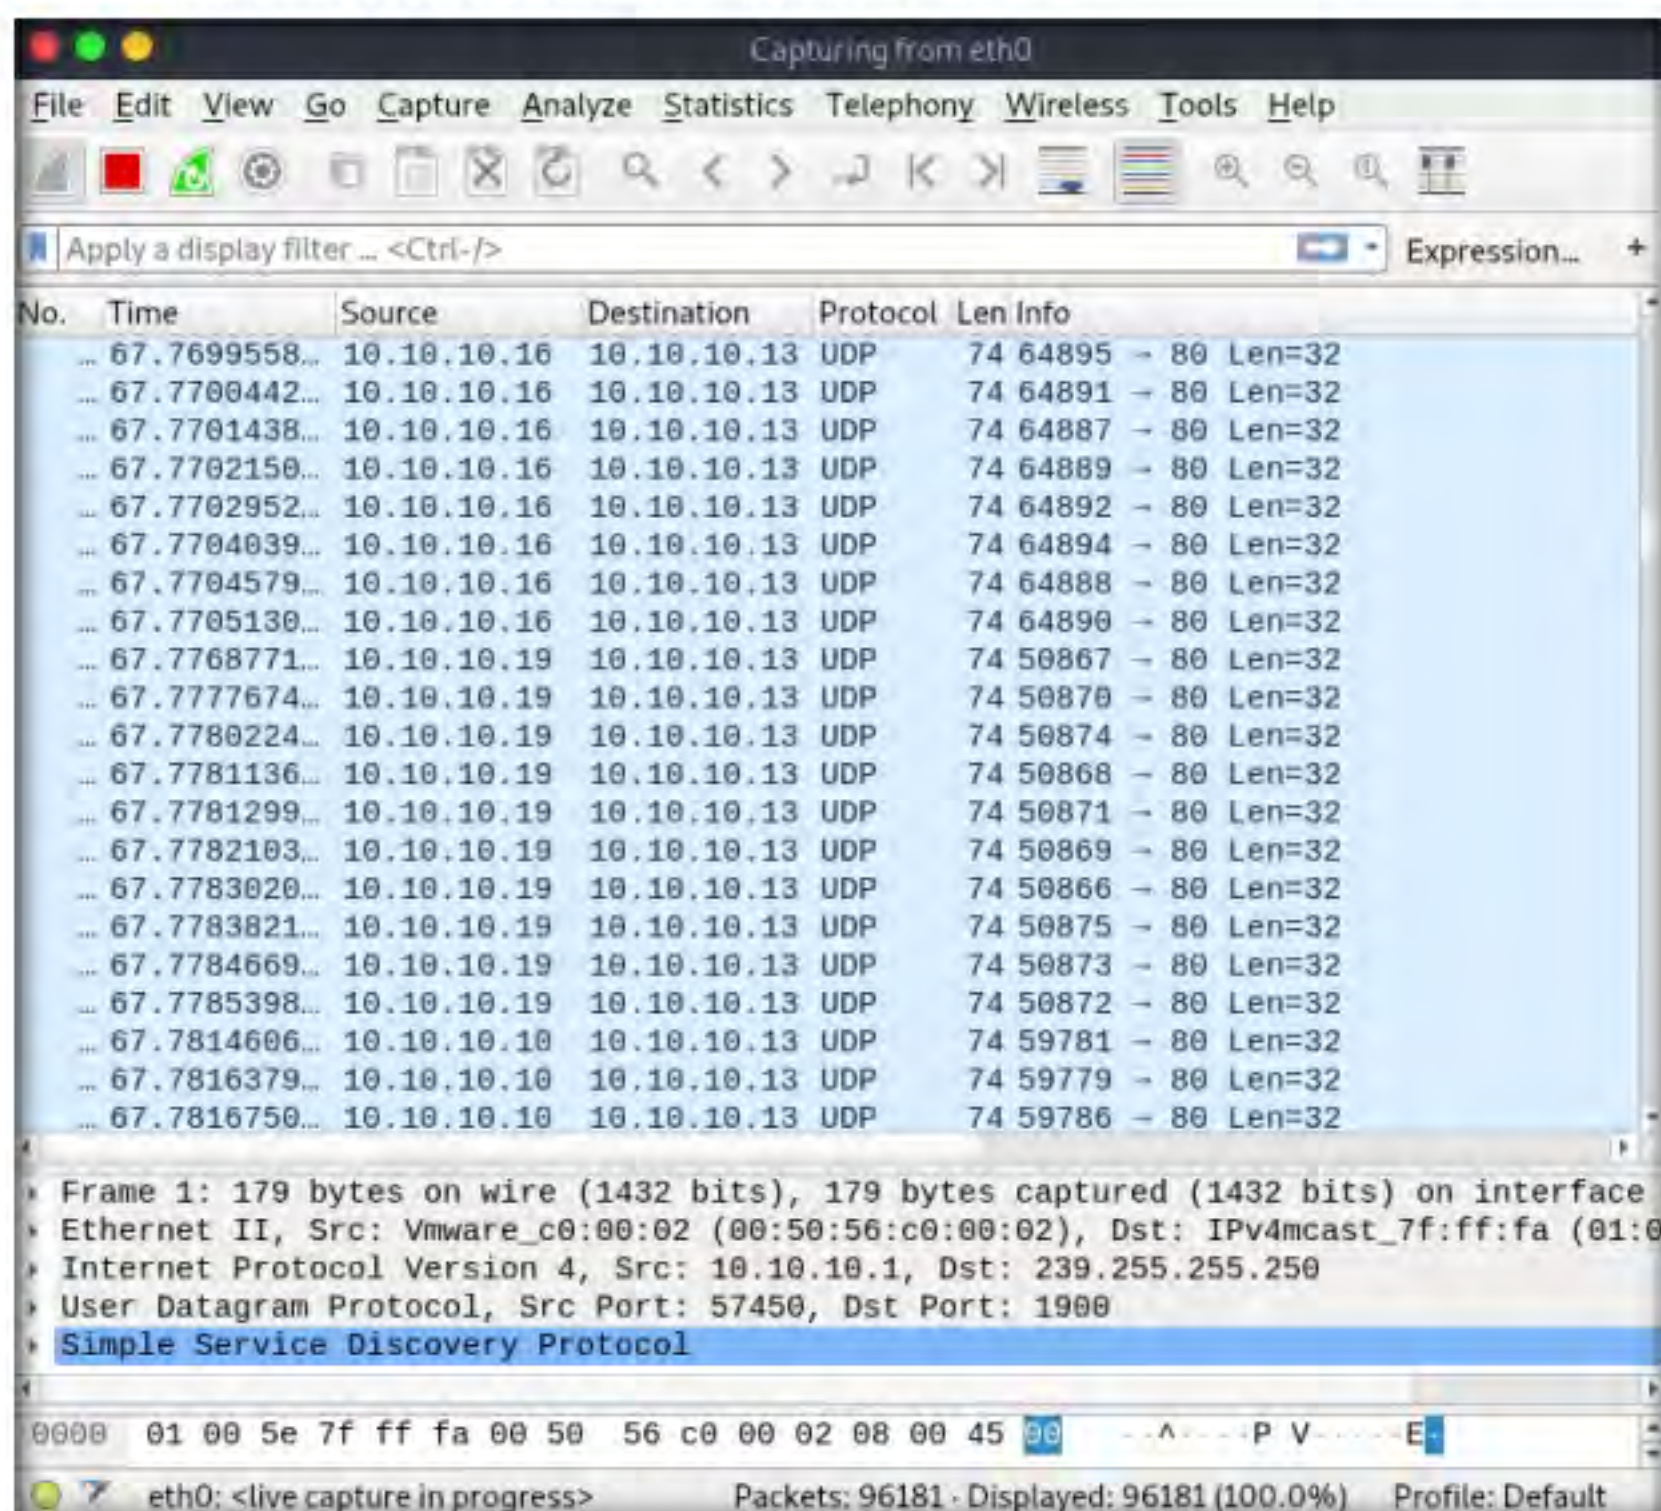 Capturing from eth0
File Edit View Go Capture Analyze Statistics Telephony Wireless Tools Help
Apply a display filter ... <Ctrl-/> Expression... +
No. Time Source Destination Protocol Len Info
... 67.7699558... 10.10.10.16 10.10.10.13 UDP 74 64895 → 80 Len=32
... 67.7700442... 10.10.10.16 10.10.10.13 UDP 74 64891 → 80 Len=32
... 67.7701438... 10.10.10.16 10.10.10.13 UDP 74 64887 → 80 Len=32
... 67.7702150... 10.10.10.16 10.10.10.13 UDP 74 64889 → 80 Len=32
... 67.7702952... 10.10.10.16 10.10.10.13 UDP 74 64892 → 80 Len=32
... 67.7704039... 10.10.10.16 10.10.10.13 UDP 74 64894 → 80 Len=32
... 67.7704579... 10.10.10.16 10.10.10.13 UDP 74 64888 → 80 Len=32
... 67.7705130... 10.10.10.16 10.10.10.13 UDP 74 64890 → 80 Len=32
... 67.7768771... 10.10.10.19 10.10.10.13 UDP 74 50867 → 80 Len=32
... 67.7777674... 10.10.10.19 10.10.10.13 UDP 74 50870 → 80 Len=32
... 67.7780224... 10.10.10.19 10.10.10.13 UDP 74 50874 → 80 Len=32
... 67.7781136... 10.10.10.19 10.10.10.13 UDP 74 50868 → 80 Len=32
... 67.7781299... 10.10.10.19 10.10.10.13 UDP 74 50871 → 80 Len=32
... 67.7782103... 10.10.10.19 10.10.10.13 UDP 74 50869 → 80 Len=32
... 67.7783020... 10.10.10.19 10.10.10.13 UDP 74 50866 → 80 Len=32
... 67.7783821... 10.10.10.19 10.10.10.13 UDP 74 50875 → 80 Len=32
... 67.7784669... 10.10.10.19 10.10.10.13 UDP 74 50873 → 80 Len=32
... 67.7785398... 10.10.10.19 10.10.10.13 UDP 74 50872 → 80 Len=32
... 67.7814606... 10.10.10.10 10.10.10.13 UDP 74 59781 → 80 Len=32
... 67.7816379... 10.10.10.10 10.10.10.13 UDP 74 59779 → 80 Len=32
... 67.7816750... 10.10.10.10 10.10.10.13 UDP 74 59786 → 80 Len=32
Frame 1: 179 bytes on wire (1432 bits), 179 bytes captured (1432 bits) on interface
Ethernet II, Src: Vmware_c0:00:02 (00:50:56:c0:00:02), Dst: IPv4mcast_7f:ff:fa (01:0
Internet Protocol Version 4, Src: 10.10.10.1, Dst: 239.255.255.250
User Datagram Protocol, Src Port: 57450, Dst Port: 1900
Simple Service Discovery Protocol
0000 01 00 5e 7f ff fa 00 50 56 c0 00 02 08 00 45 00 ··^····P V·····E·
eth0: <live capture in progress> Packets: 96181 · Displayed: 96181 (100.0%) Profile: Default